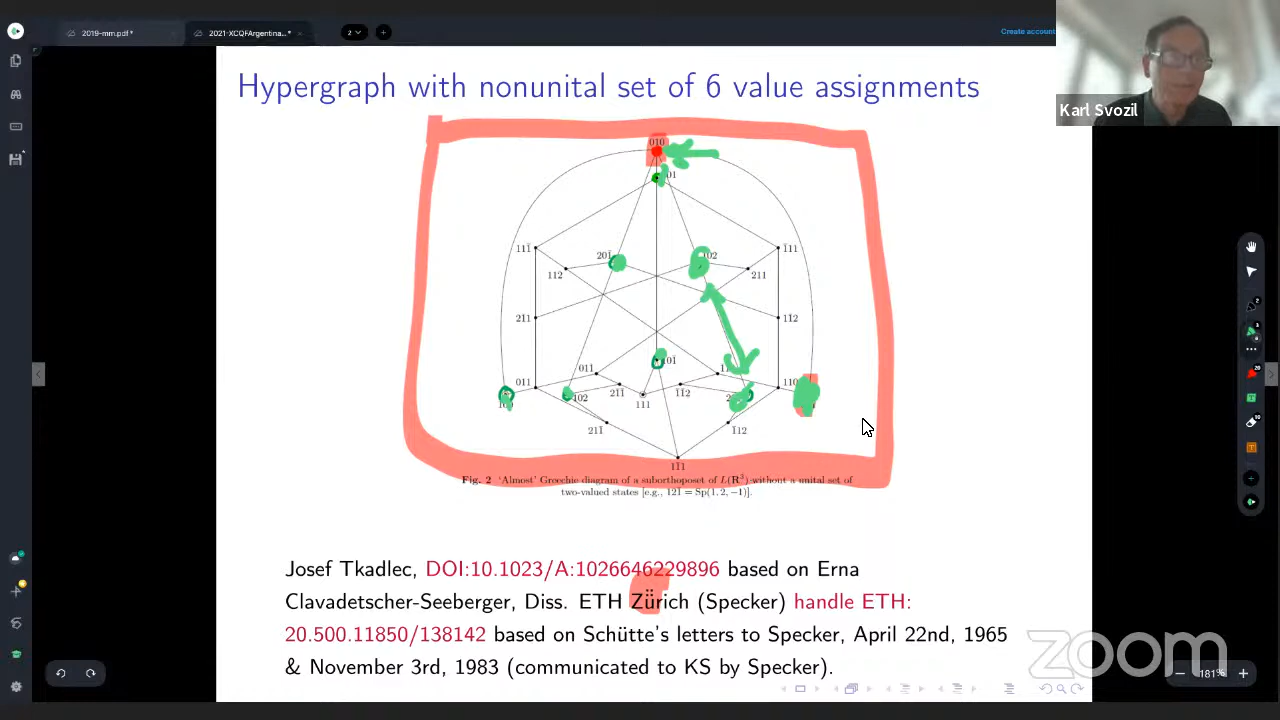 2019-mm.pdf*
2021-XCQFArgentina...*
2
Create account
Karl Svozil
Hypergraph with nonunital set of 6 value assignments
010
111̄
1̄11
201̄
102
112
211
211
11̄2
101̄
011̄
011
110
102
211̄
111
1̄12
100
211̄
1̄12
11̄1
Fig. 2 'Almost' Greechie diagram of a suborthoposet of L(R³) without a unital set of
two-valued states [e.g., 121̄ = Sp(1, 2, −1)].
Josef Tkadlec, DOI:10.1023/A:1026646229896 based on Erna
Clavadetscher-Seeberger, Diss. ETH Zürich (Specker) handle ETH:
20.500.11850/138142 based on Schütte's letters to Specker, April 22nd, 1965
& November 3rd, 1983 (communicated to KS by Specker).
zoom
181%